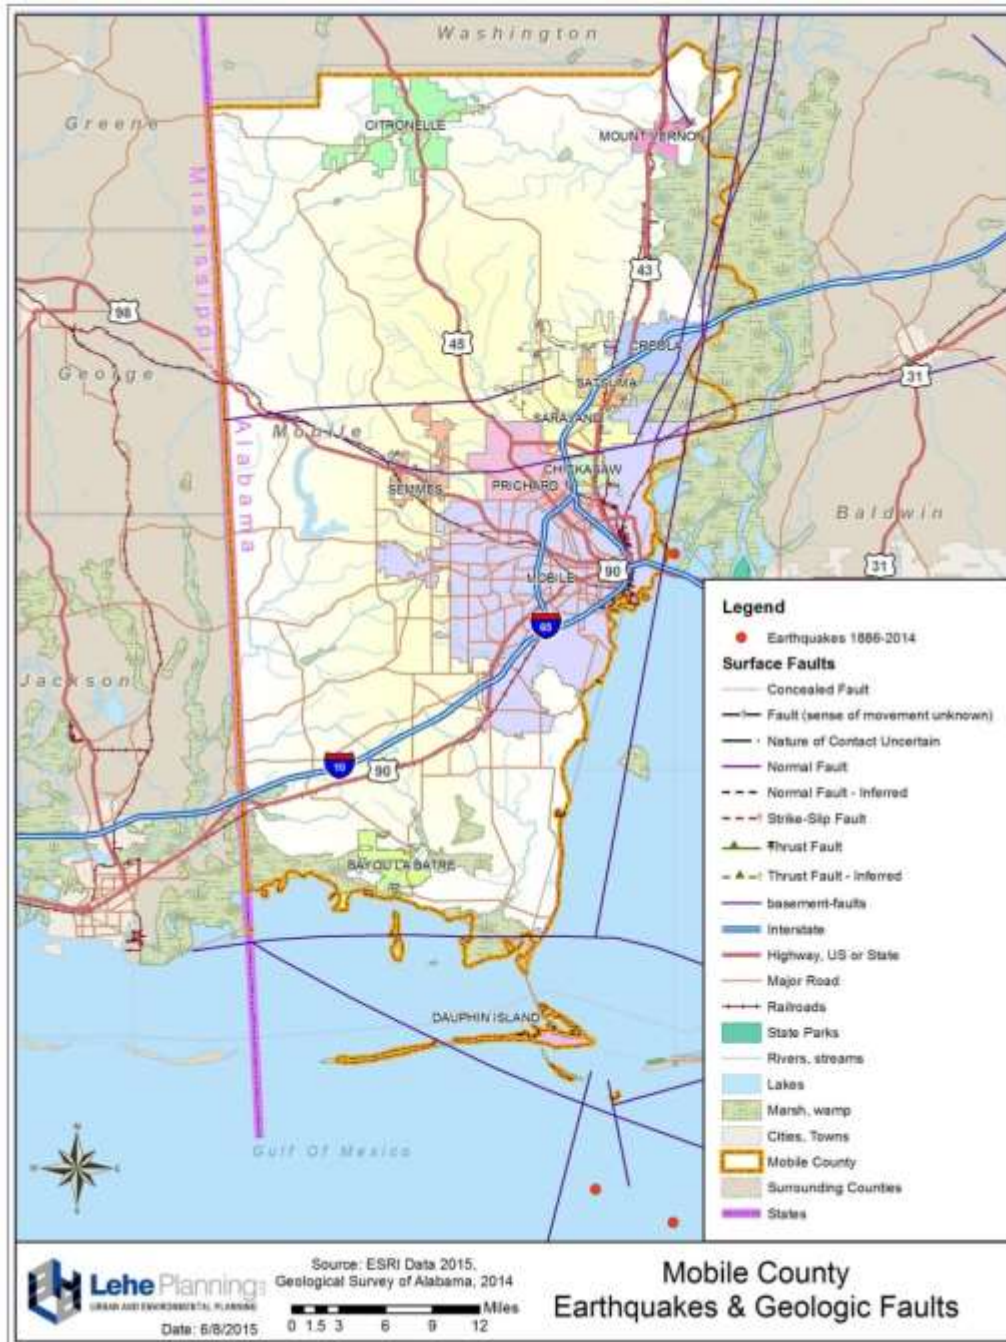 Washington
Greene
CITRONELLE
MOUNT VERNON
Mississippi
43
98
45
CREOLA
George
SATSUMA
31
SARALAND
Mobile
Alabama
CHICKASAW
SEMMES
PRICHARD
Baldwin
31
90
MOBILE
65
Jackson
10
90
BAYOU LA BATRE
DAUPHIN ISLAND
Gulf Of Mexico
N
W
E
S
Legend
Earthquakes 1886-2014
Surface Faults
Concealed Fault
Fault (sense of movement unknown)
Nature of Contact Uncertain
Normal Fault
Normal Fault - Inferred
Strike-Slip Fault
Thrust Fault
Thrust Fault - Inferred
basement-faults
Interstate
Highway, US or State
Major Road
Railroads
State Parks
Rivers, streams
Lakes
Marsh, wamp
Cities, Towns
Mobile County
Surrounding Counties
States
Lehe Planning
URBAN AND ENVIRONMENTAL PLANNING
Date: 6/8/2015
Source: ESRI Data 2015,
Geological Survey of Alabama, 2014
Miles
0 1.5 3 6 9 12
Mobile County
Earthquakes & Geologic Faults